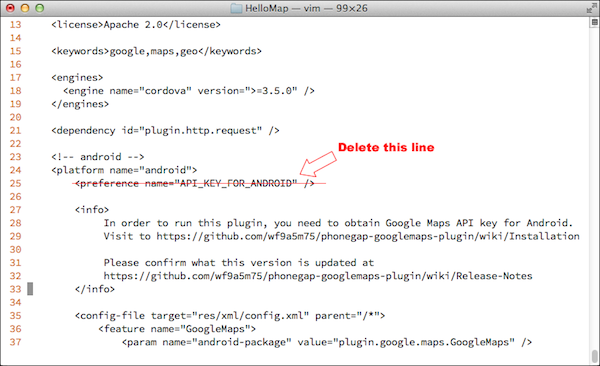 HelloMap — vim — 99×26
13 <license>Apache 2.0</license>
14
15 <keywords>google,maps,geo</keywords>
16
17 <engines>
18 <engine name="cordova" version=">=3.5.0" />
19 </engines>
20
21 <dependency id="plugin.http.request" />
22
Delete this line
23 <!-- android -->
24 <platform name="android">
25 <preference name="API_KEY_FOR_ANDROID" />
26
27 <info>
28 In order to run this plugin, you need to obtain Google Maps API key for Android.
29 Visit to https://github.com/wf9a5m75/phonegap-googlemaps-plugin/wiki/Installation
30
31 Please confirm what this version is updated at
32 https://github.com/wf9a5m75/phonegap-googlemaps-plugin/wiki/Release-Notes
33 </info>
34
35 <config-file target="res/xml/config.xml" parent="/*">
36 <feature name="GoogleMaps">
37 <param name="android-package" value="plugin.google.maps.GoogleMaps" />